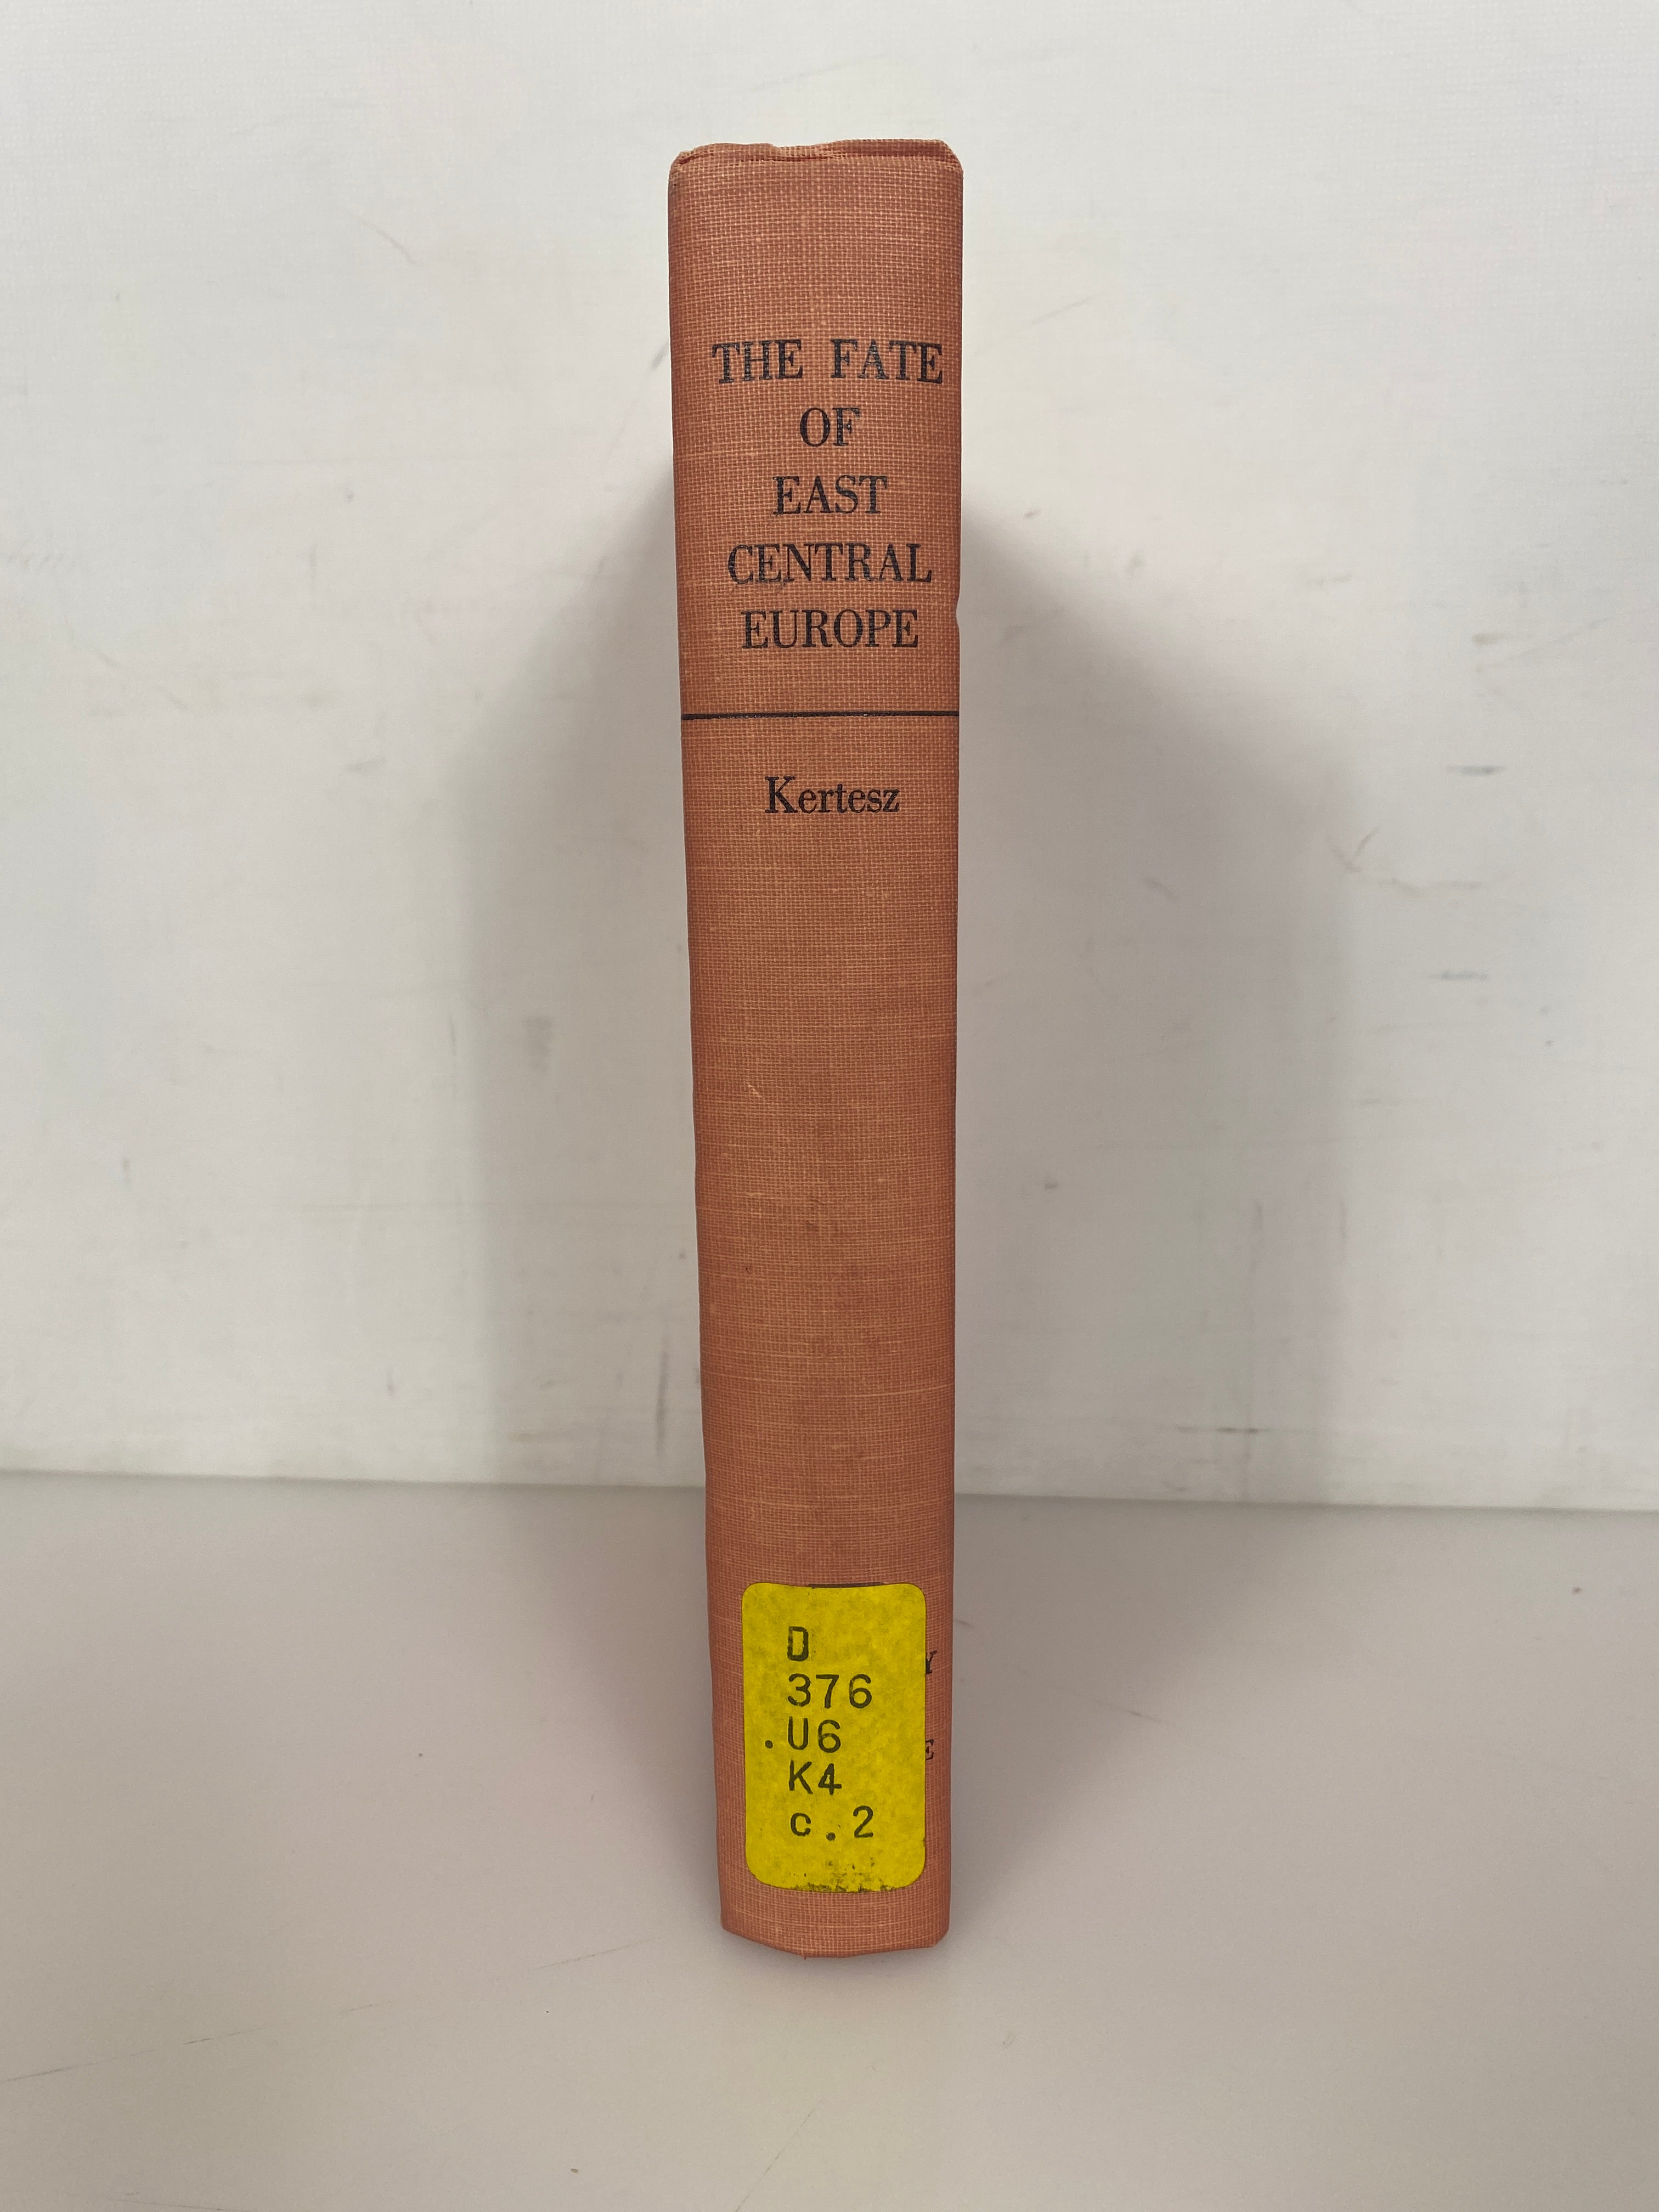 THE FATE
OF
EAST
CENTRAL
EUROPE
Kertesz
D
376
.U6
K4
c.2